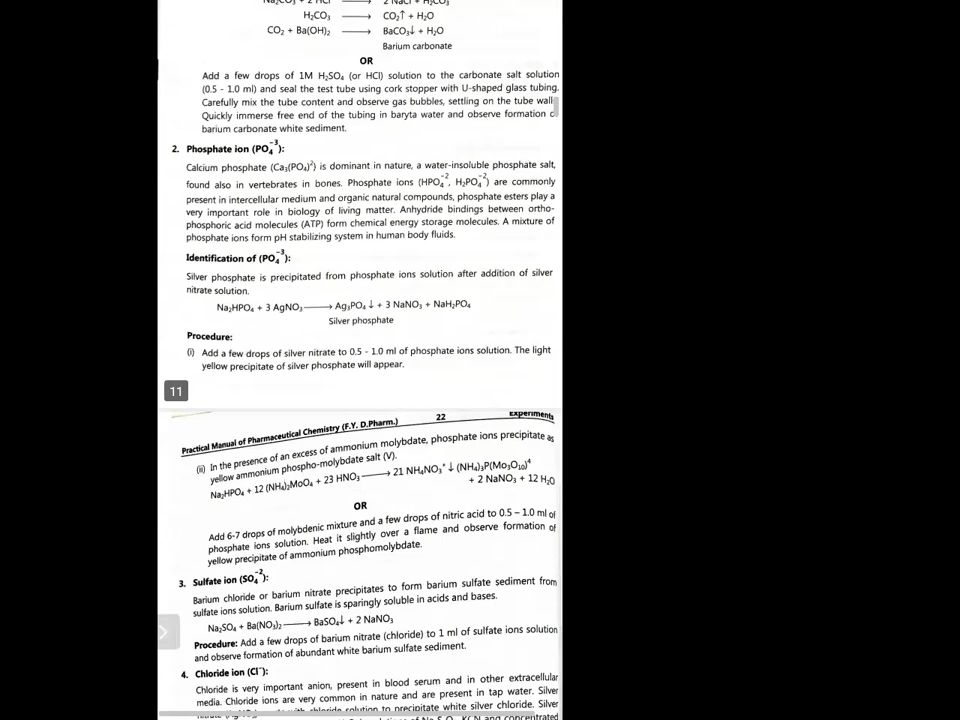 Na₂CO₃ + 2 HCl ⟶ 2 NaCl + H₂CO₃
H₂CO₃ ⟶ CO₂↑ + H₂O
CO₂ + Ba(OH)₂ ⟶ BaCO₃↓ + H₂O
Barium carbonate
OR
Add a few drops of 1M H₂SO₄ (or HCl) solution to the carbonate salt solution
(0.5 - 1.0 ml) and seal the test tube using cork stopper with U-shaped glass tubing.
Carefully mix the tube content and observe gas bubbles, settling on the tube wall
Quickly immerse free end of the tubing in baryta water and observe formation o
barium carbonate white sediment.
2. Phosphate ion (PO₄⁻³):
Calcium phosphate (Ca₃(PO₄)²) is dominant in nature, a water-insoluble phosphate salt,
found also in vertebrates in bones. Phosphate ions (HPO₄⁻², H₂PO₄⁻²) are commonly
present in intercellular medium and organic natural compounds, phosphate esters play a
very important role in biology of living matter. Anhydride bindings between ortho-
phosphoric acid molecules (ATP) form chemical energy storage molecules. A mixture of
phosphate ions form pH stabilizing system in human body fluids.
Identification of (PO₄⁻³):
Silver phosphate is precipitated from phosphate ions solution after addition of silver
nitrate solution.
Na₂HPO₄ + 3 AgNO₃ ⟶ Ag₃PO₄ ↓ + 3 NaNO₃ + NaH₂PO₄
Silver phosphate
Procedure:
(i) Add a few drops of silver nitrate to 0.5 - 1.0 ml of phosphate ions solution. The light
yellow precipitate of silver phosphate will appear.
11
Practical Manual of Pharmaceutical Chemistry (F.Y. D.Pharm.) 22 Experiments
(ii) In the presence of an excess of ammonium molybdate, phosphate ions precipitate as
yellow ammonium phospho-molybdate salt (V).
Na₂HPO₄ + 12 (NH₄)₂MoO₄ + 23 HNO₃ ⟶ 21 NH₄NO₃⁺ ↓ (NH₄)₃P(Mo₃O₁₀)⁴
+ 2 NaNO₃ + 12 H₂O
OR
Add 6-7 drops of molybdenic mixture and a few drops of nitric acid to 0.5 – 1.0 ml of
phosphate ions solution. Heat it slightly over a flame and observe formation of
yellow precipitate of ammonium phosphomolybdate.
3. Sulfate ion (SO₄⁻²):
Barium chloride or barium nitrate precipitates to form barium sulfate sediment from
sulfate ions solution. Barium sulfate is sparingly soluble in acids and bases.
Na₂SO₄ + Ba(NO₃)₂ ⟶ BaSO₄↓ + 2 NaNO₃
Procedure: Add a few drops of barium nitrate (chloride) to 1 ml of sulfate ions solution
and observe formation of abundant white barium sulfate sediment.
4. Chloride ion (Cl⁻):
Chloride is very important anion, present in blood serum and in other extracellular
media. Chloride ions are very common in nature and are present in tap water. Silver
chloride solution to precipitate white silver chloride. Silver
KCN and concentrated